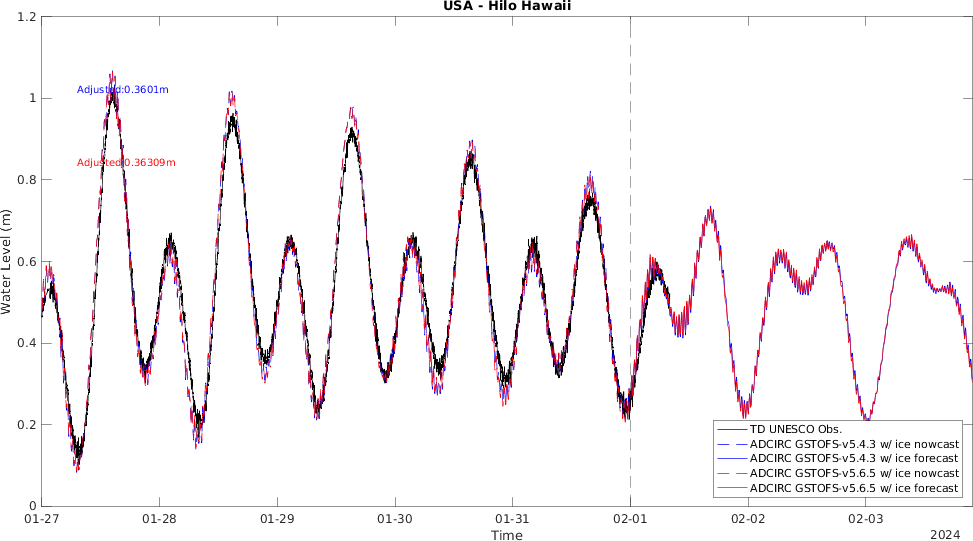 USA - Hilo Hawaii
1.2
1
0.8
0.6
0.4
0.2
0
Water Level (m)
Adjusted:0.3601m
Adjusted:0.36309m
TD UNESCO Obs.
ADCIRC GSTOFS-v5.4.3 w/ ice nowcast
ADCIRC GSTOFS-v5.4.3 w/ ice forecast
ADCIRC GSTOFS-v5.6.5 w/ ice nowcast
ADCIRC GSTOFS-v5.6.5 w/ ice forecast
01-27 01-28 01-29 01-30 01-31 02-01 02-02 02-03
Time
2024